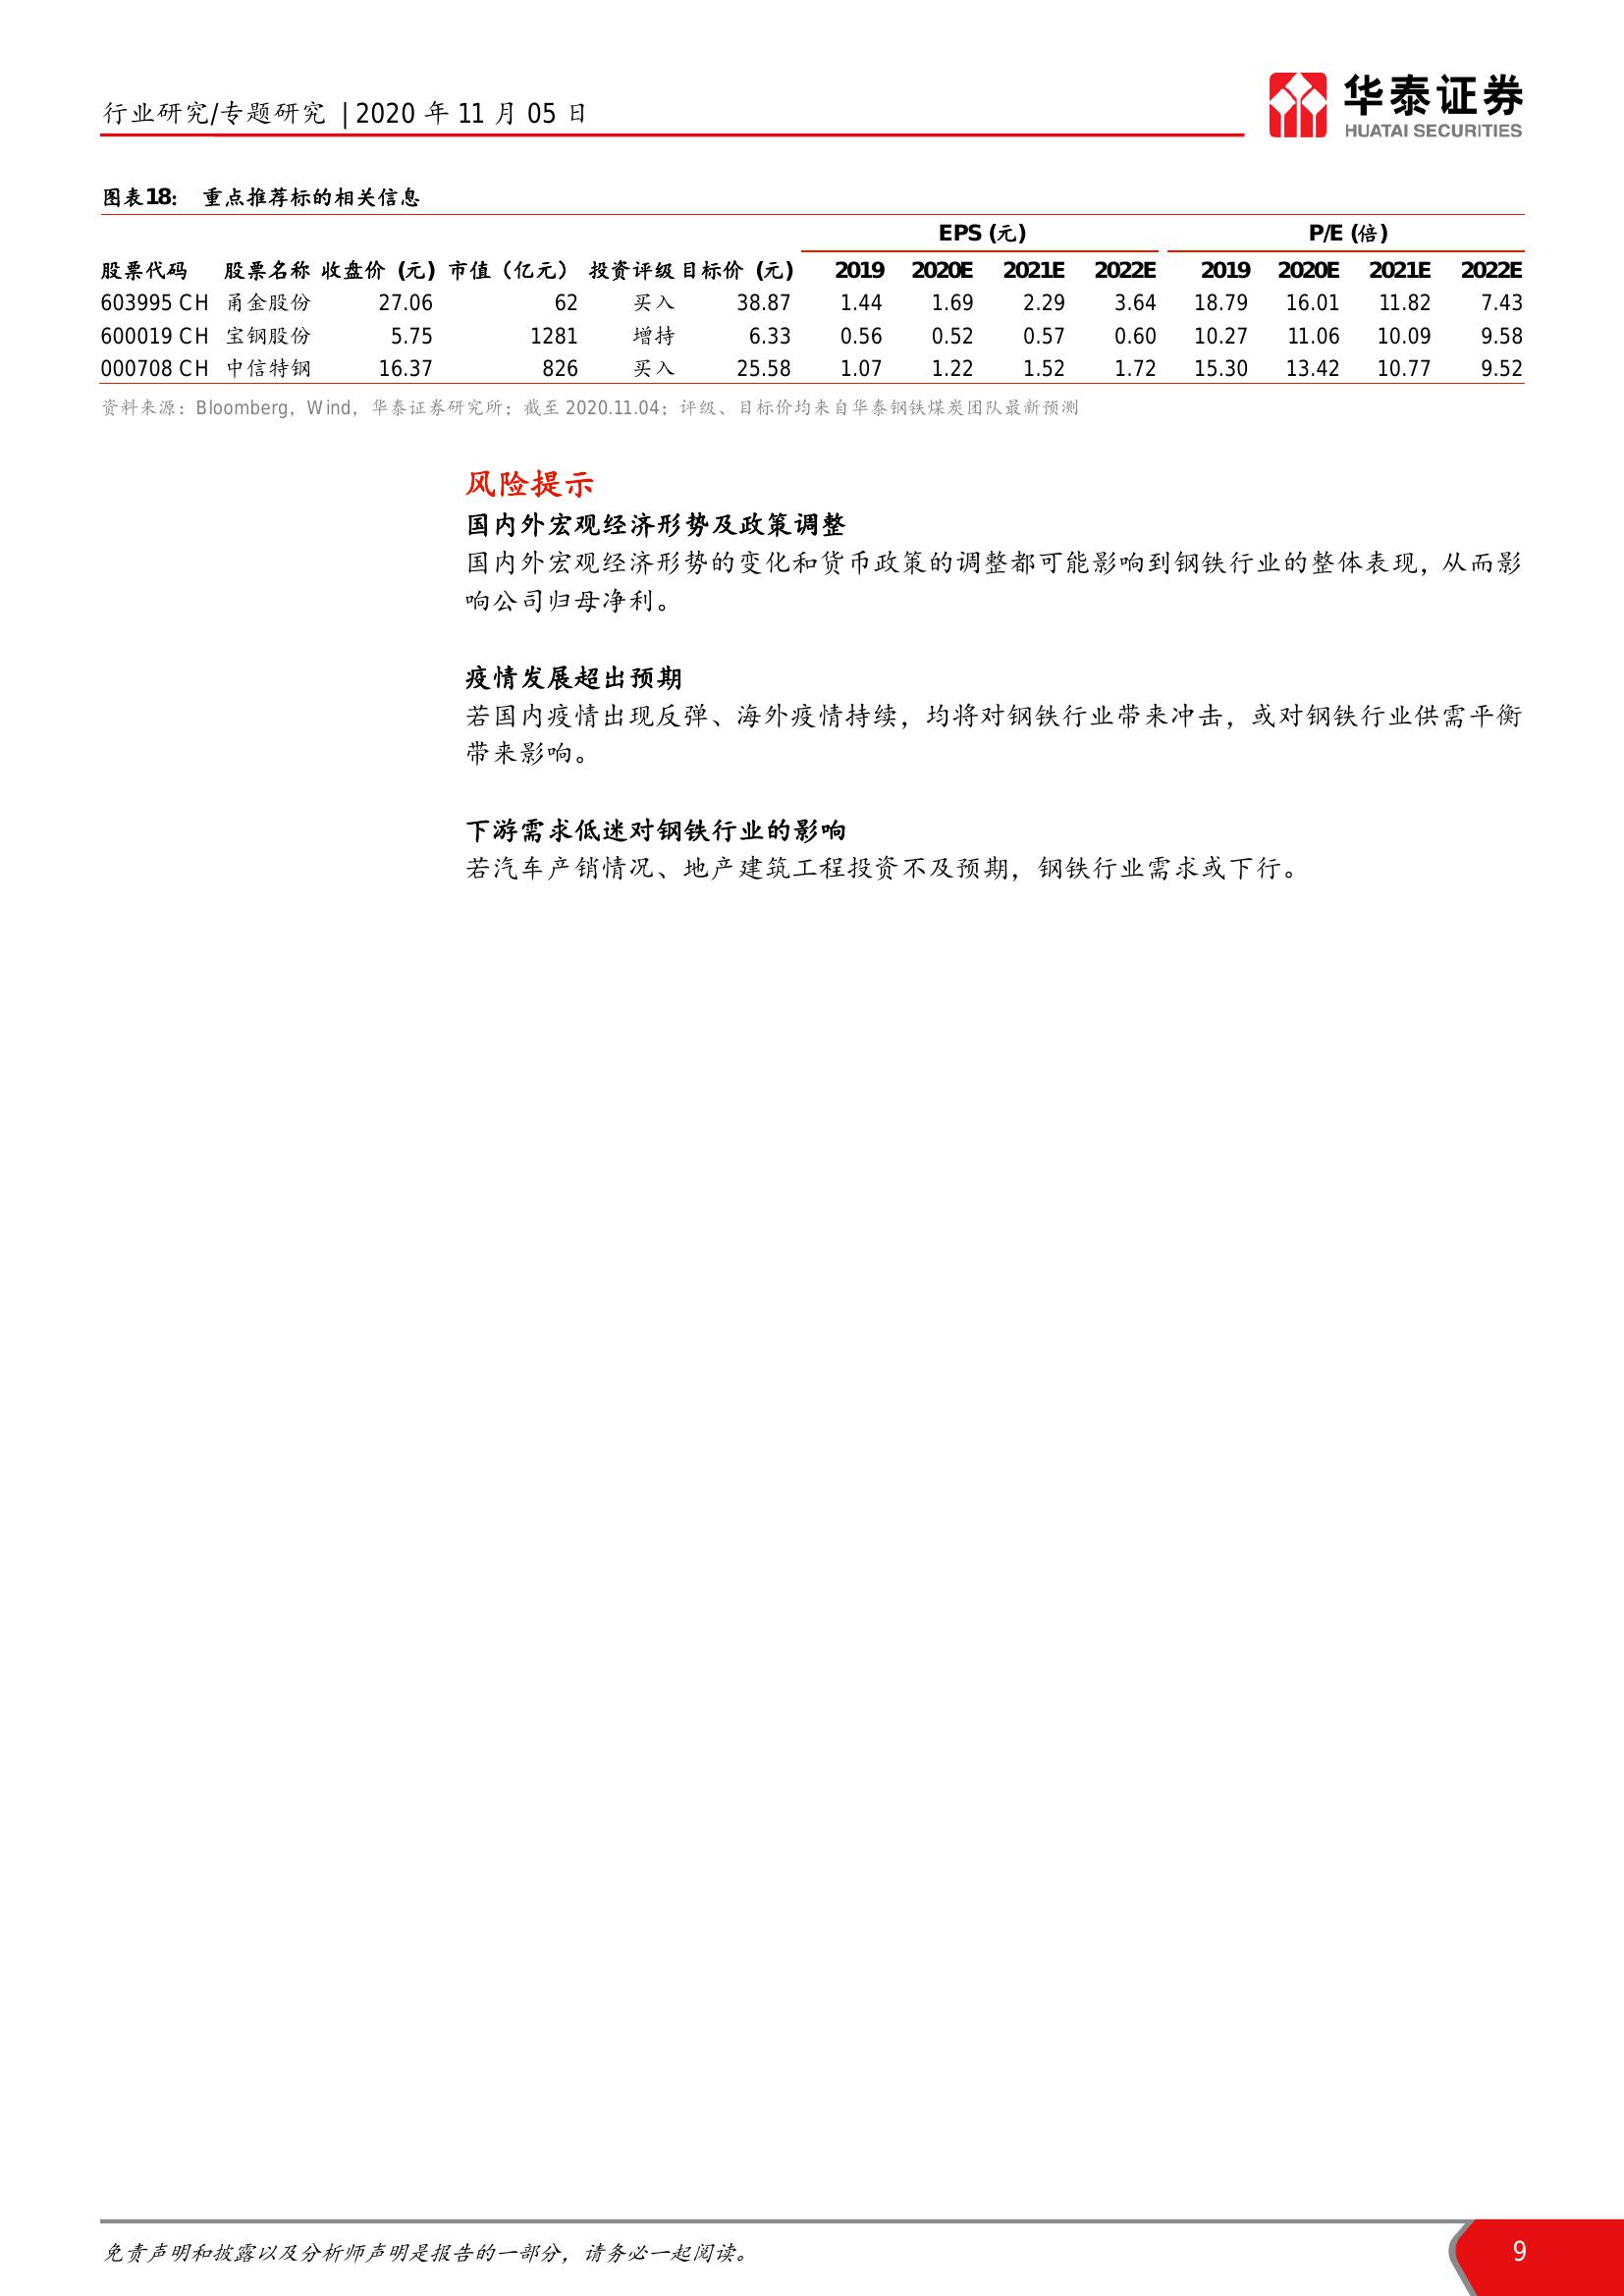 行业研究/专题研究 | 2020 年 11 月 05 日
华泰证券
HUATAI SECURITIES
图表18： 重点推荐标的相关信息
EPS (元) P/E (倍)
股票代码 股票名称 收盘价 (元) 市值（亿元） 投资评级 目标价 (元) 2019 2020E 2021E 2022E 2019 2020E 2021E 2022E
603995 CH 甬金股份 27.06 62 买入 38.87 1.44 1.69 2.29 3.64 18.79 16.01 11.82 7.43
600019 CH 宝钢股份 5.75 1281 增持 6.33 0.56 0.52 0.57 0.60 10.27 11.06 10.09 9.58
000708 CH 中信特钢 16.37 826 买入 25.58 1.07 1.22 1.52 1.72 15.30 13.42 10.77 9.52
资料来源：Bloomberg，Wind，华泰证券研究所；截至 2020.11.04；评级、目标价均来自华泰钢铁煤炭团队最新预测
风险提示
国内外宏观经济形势及政策调整
国内外宏观经济形势的变化和货币政策的调整都可能影响到钢铁行业的整体表现，从而影
响公司归母净利。
疫情发展超出预期
若国内疫情出现反弹、海外疫情持续，均将对钢铁行业带来冲击，或对钢铁行业供需平衡
带来影响。
下游需求低迷对钢铁行业的影响
若汽车产销情况、地产建筑工程投资不及预期，钢铁行业需求或下行。
免责声明和披露以及分析师声明是报告的一部分，请务必一起阅读。
9